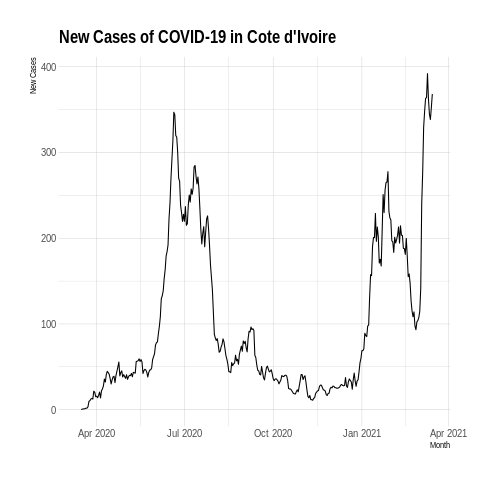 New Cases of COVID-19 in Cote d'Ivoire
New Cases
400
300
200
100
0
Apr 2020 Jul 2020 Oct 2020 Jan 2021 Apr 2021
Month